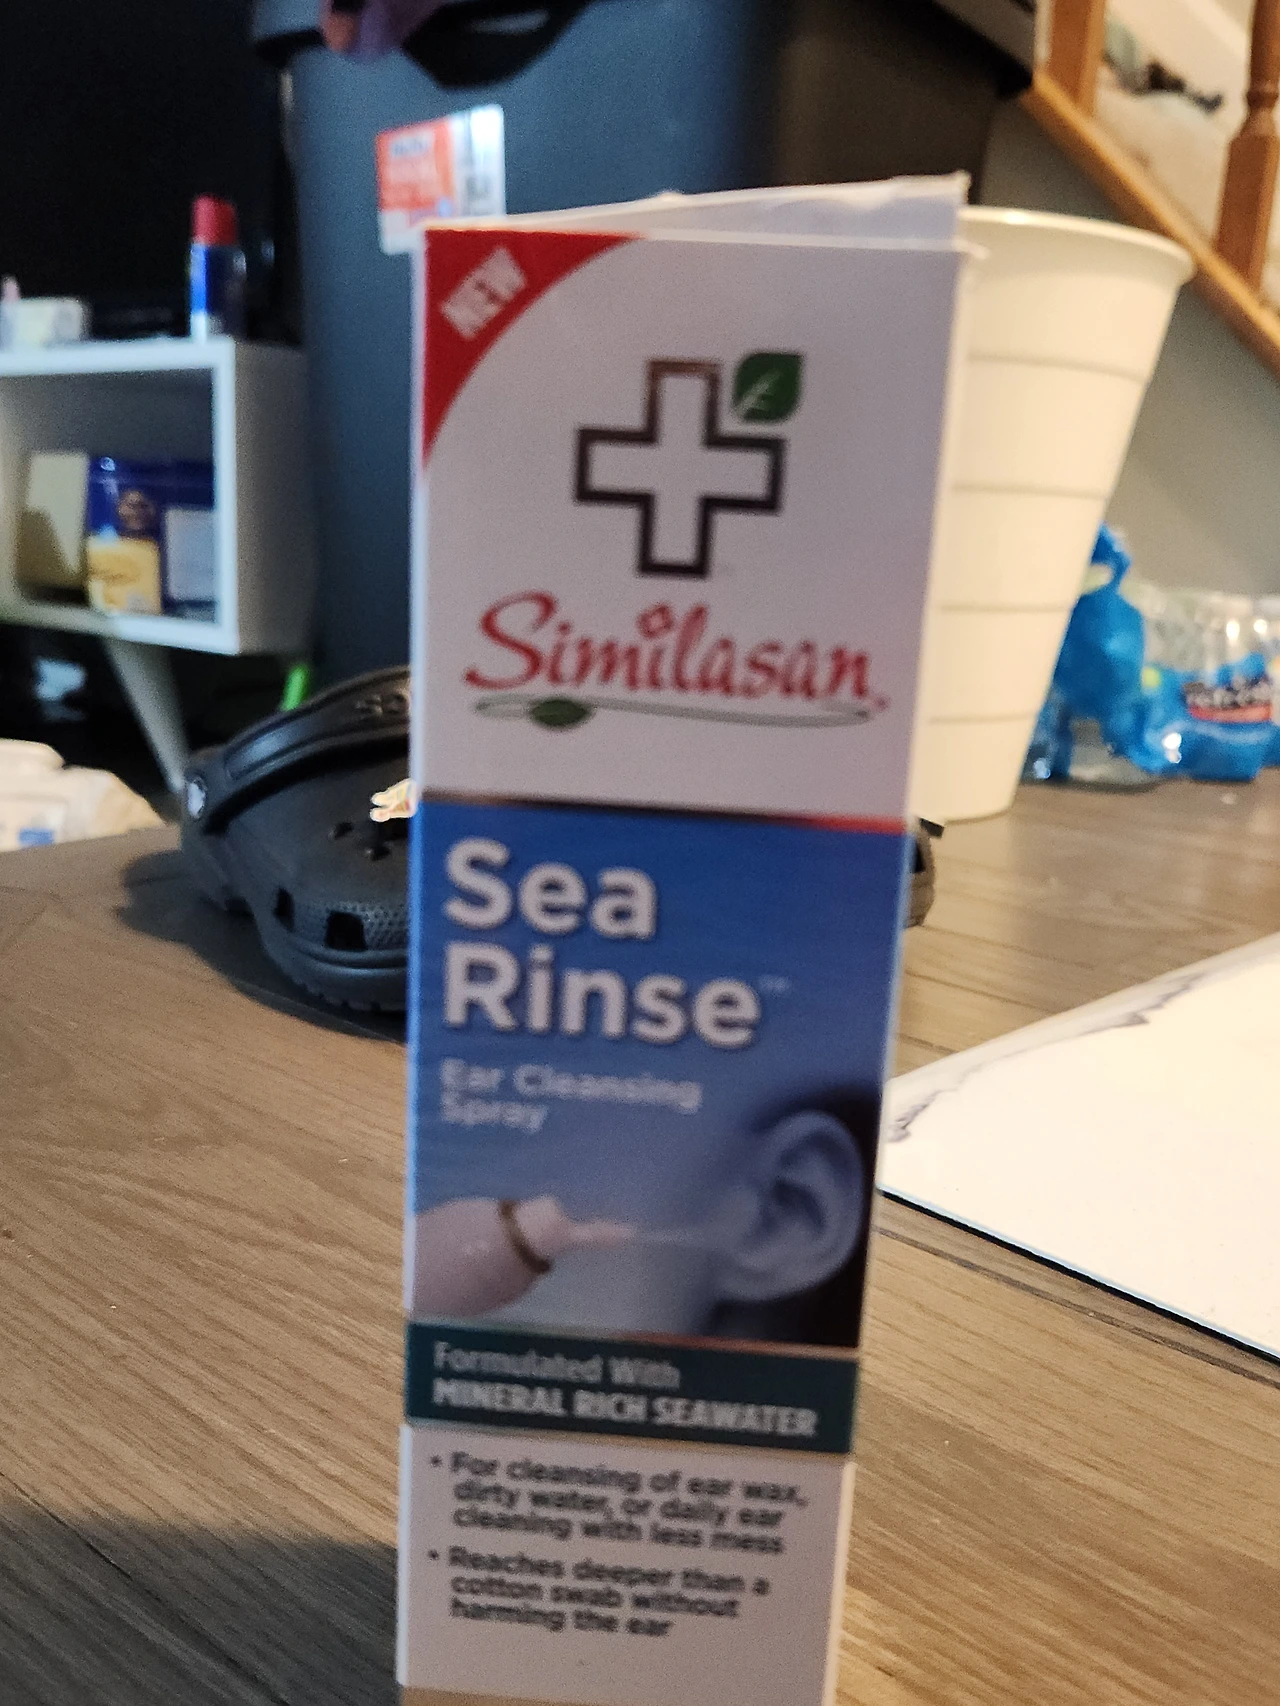 NEW
Similasan
Sea
Rinse™
Ear Cleansing
Spray
Formulated With
MINERAL RICH SEAWATER
• For cleansing of ear wax,
dirty water, or daily ear
cleaning with less mess
• Reaches deeper than a
cotton swab without
harming the ear